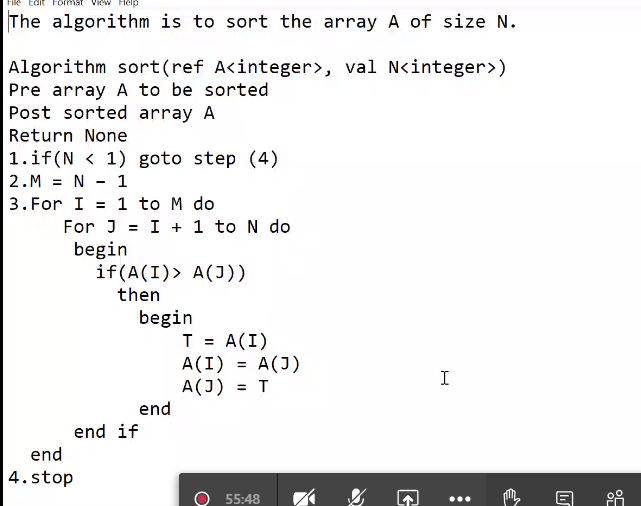 File Edit Format View Help
The algorithm is to sort the array A of size N.
Algorithm sort(ref A<integer>, val N<integer>)
Pre array A to be sorted
Post sorted array A
Return None
1.if(N < 1) goto step (4)
2.M = N - 1
3.For I = 1 to M do
For J = I + 1 to N do
begin
if(A(I)> A(J))
then
begin
T = A(I)
A(I) = A(J)
A(J) = T
end
end if
end
4.stop
55:48